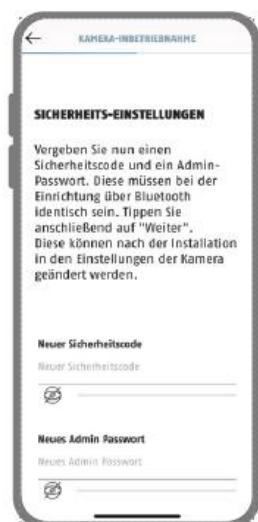 KAMERA-INBETRIEBNAHME
SICHERHEITS-EINSTELLUNGEN
Vergeben Sie nun einen
Sicherheitscode und ein Admin-
Passwort. Diese müssen bei der
Einrichtung über Bluetooth
identisch sein. Tippen Sie
anschließend auf "Weiter".
Diese können nach der Installation
in den Einstellungen der Kamera
geändert werden.
Neuer Sicherheitscode
Neuer Sicherheitscode
Neues Admin Passwort
Neues Admin Passwort